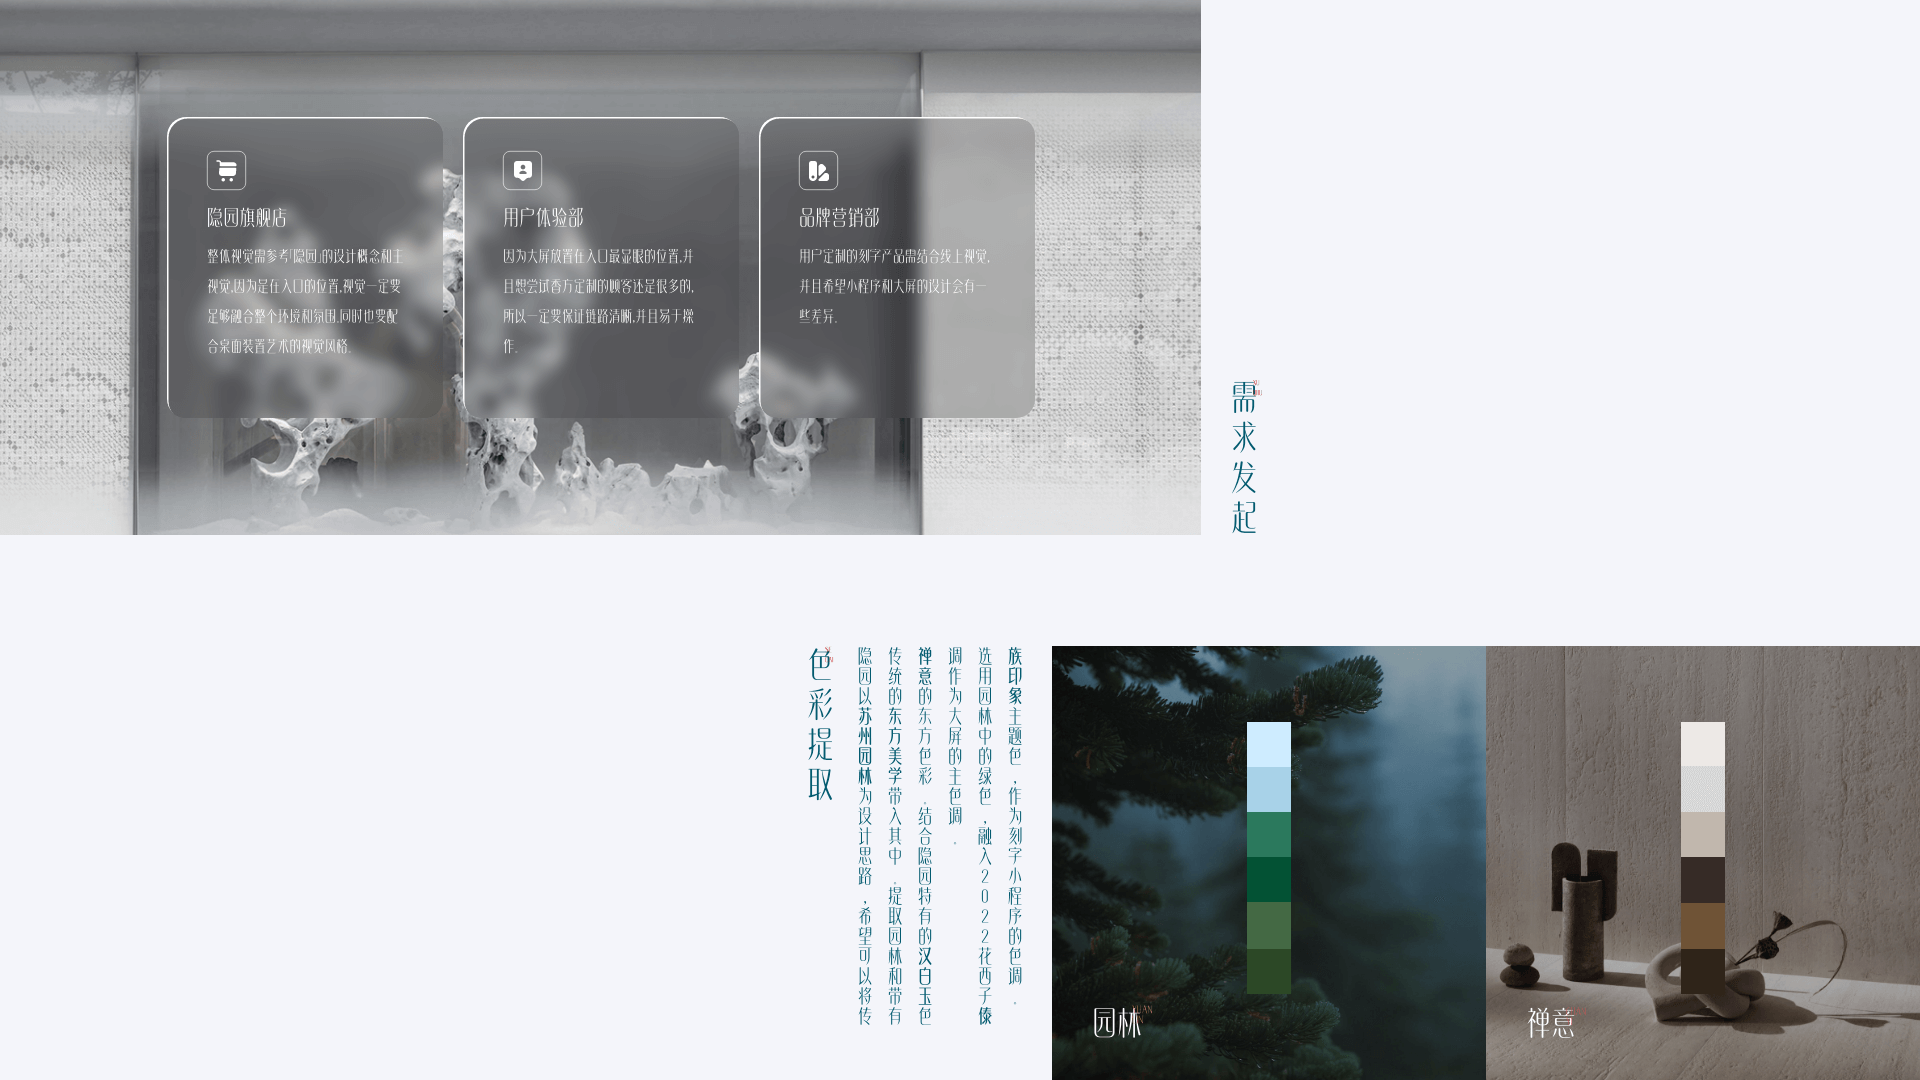 隐园旗舰店
整体视觉需参考「隐园」的设计概念和主
视觉,因为是在入口的位置,视觉一定要
足够融合整个环境和氛围.同时也要配
合桌面装置艺术的视觉风格.
用户体验部
因为大屏放置在入口最显眼的位置,并
且想尝试香方定制的顾客还是很多的,
所以一定要保证链路清晰,并且易于操
作.
品牌营销部
用户定制的刻字产品需结合线上视觉,
并且希望小程序和大屏的设计会有一
些差异.
需求发起
色彩提取
隐园以苏州园林为设计思路，希望可以将传
传统的东方美学带入其中.提取园林和带有
禅意的东方色彩.结合隐园特有的汉白玉色
调作为大屏的主色调.
选用园林中的绿色，融入2022花西子傣
族印象主题色，作为刻字小程序的色调.
园林
YUAN
禅意